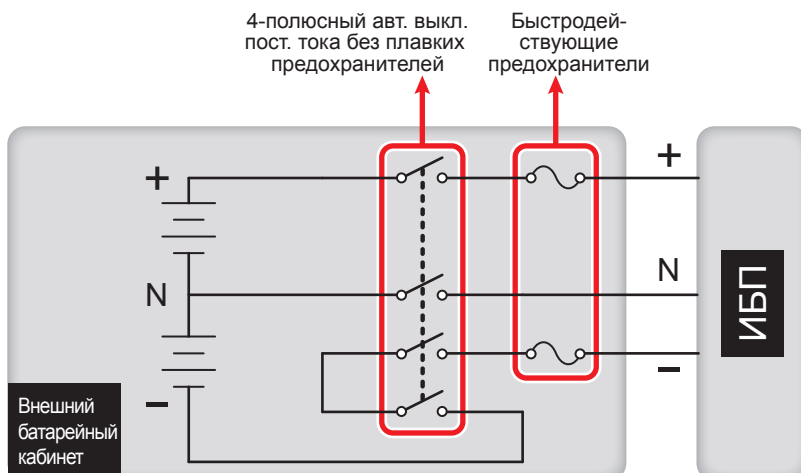 4-полюсный авт. выкл.
пост. тока без плавких
предохранителей
Быстродей-
ствующие
предохранители
+
+
N
N
ИБП
–
–
Внешний
батарейный
кабинет